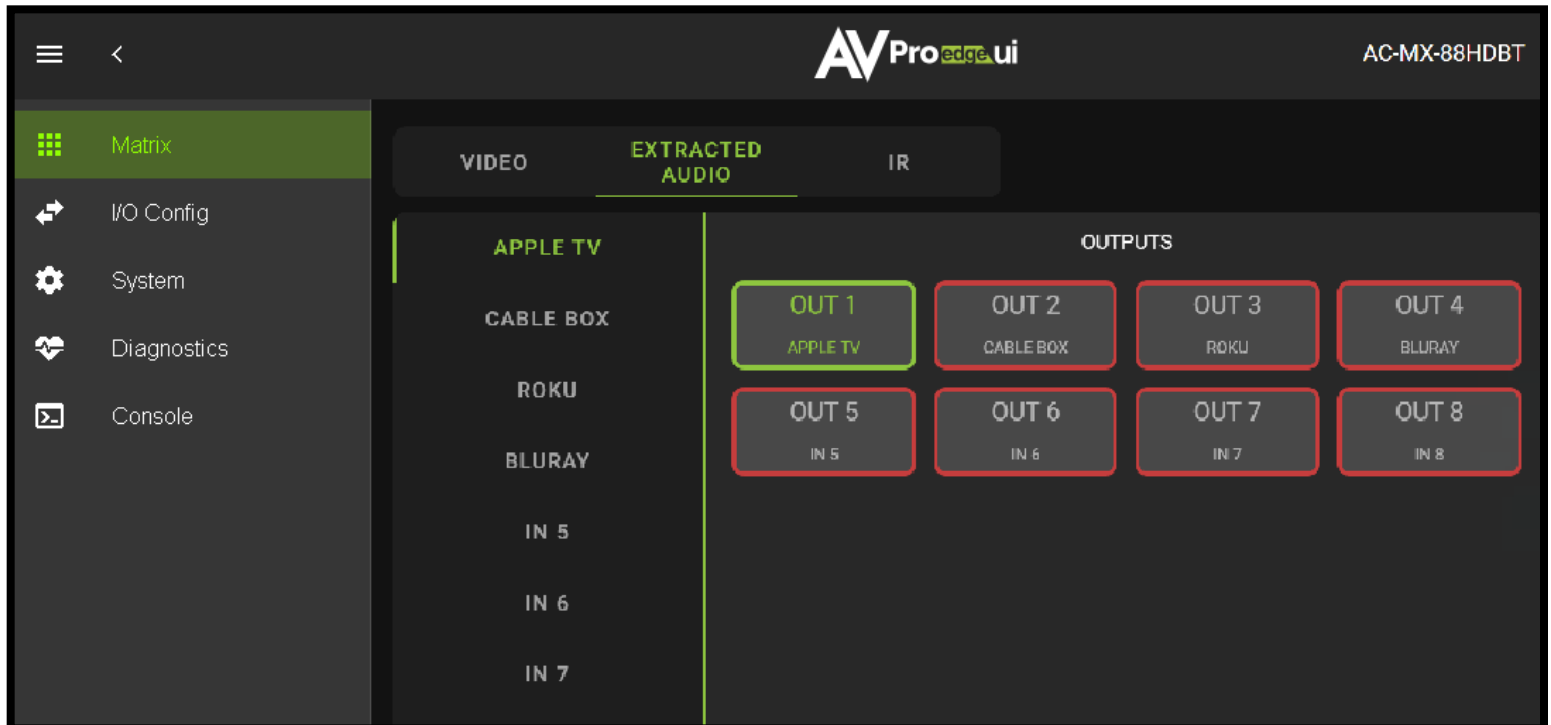 AVPro edge.ui
AC-MX-88HDBT
Matrix
I/O Config
System
Diagnostics
Console
VIDEO
EXTRACTED
AUDIO
IR
APPLE TV
CABLE BOX
ROKU
BLURAY
IN 5
IN 6
IN 7
OUTPUTS
OUT 1
APPLE TV
OUT 2
CABLE BOX
OUT 3
ROKU
OUT 4
BLURAY
OUT 5
IN 5
OUT 6
IN 6
OUT 7
IN 7
OUT 8
IN 8